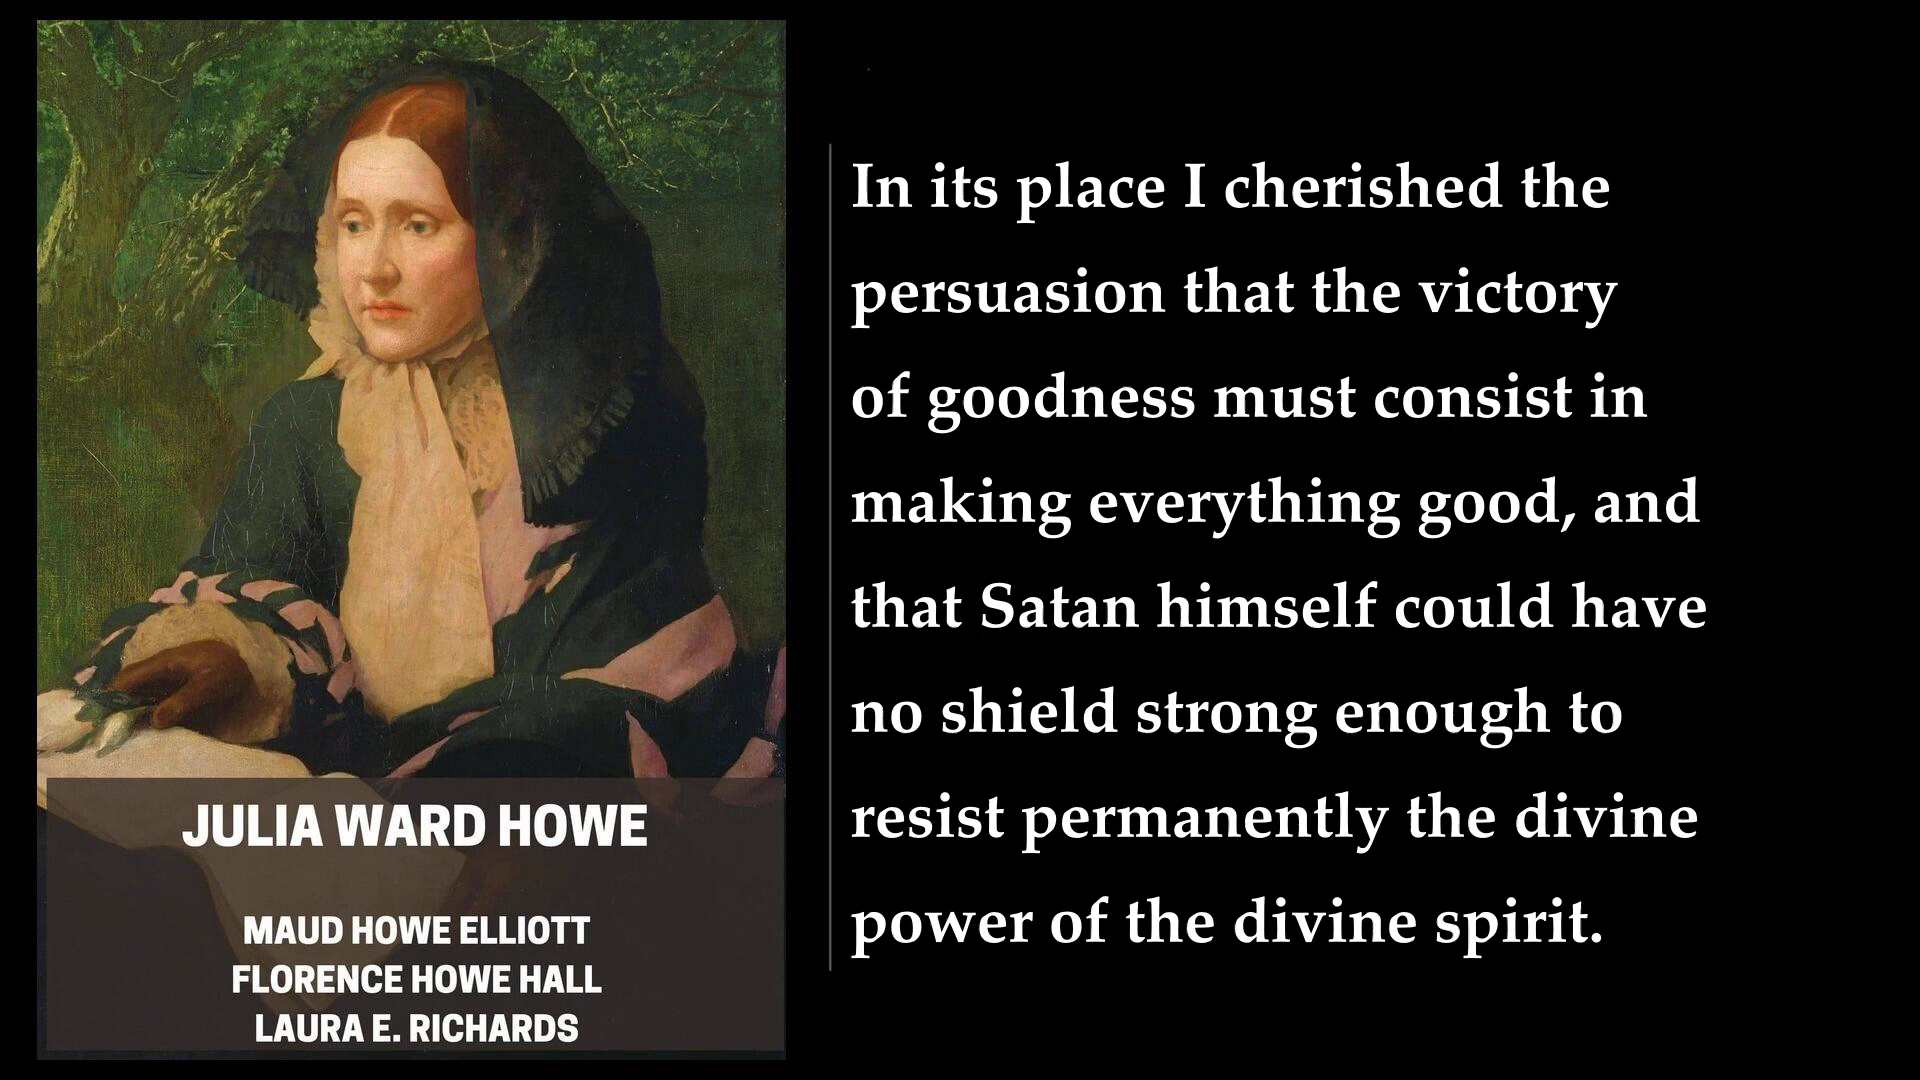 JULIA WARD HOWE
MAUD HOWE ELLIOTT
FLORENCE HOWE HALL
LAURA E. RICHARDS
In its place I cherished the
persuasion that the victory
of goodness must consist in
making everything good, and
that Satan himself could have
no shield strong enough to
resist permanently the divine
power of the divine spirit.